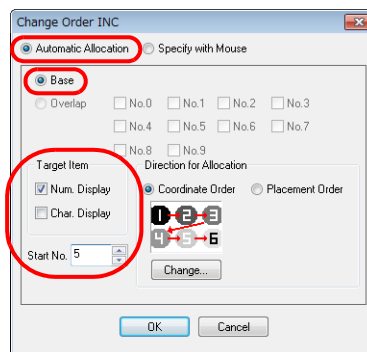 Change Order INC
Automatic Allocation Specify with Mouse
Base
Overlap No.0 No.1 No.2 No.3
No.4 No.5 No.6 No.7
No.8 No.9
Target Item Direction for Allocation
Num. Display Coordinate Order Placement Order
Char. Display 1 2 3
4 5 6
Start No. 5
Change...
OK Cancel